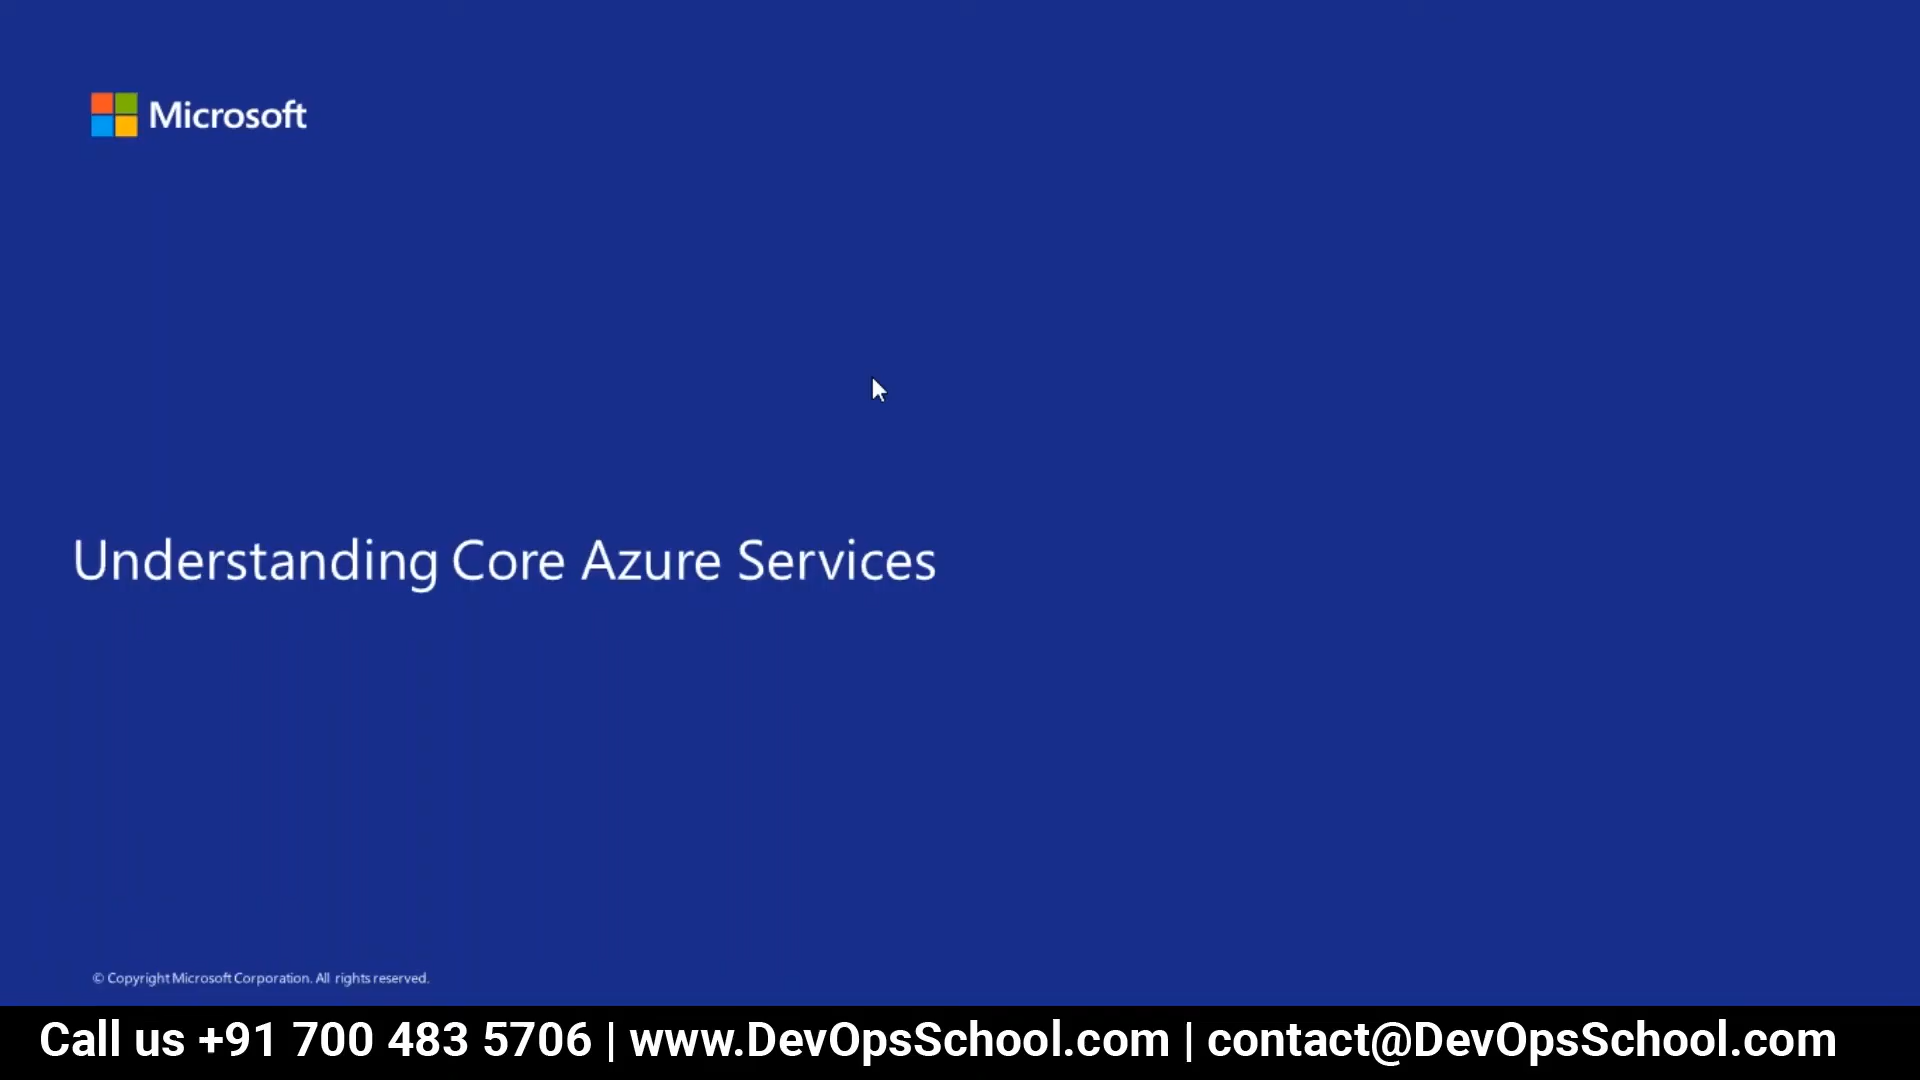 Microsoft
Understanding Core Azure Services
© Copyright Microsoft Corporation. All rights reserved.
Call us +91 700 483 5706 | www.DevOpsSchool.com | contact@DevOpsSchool.com